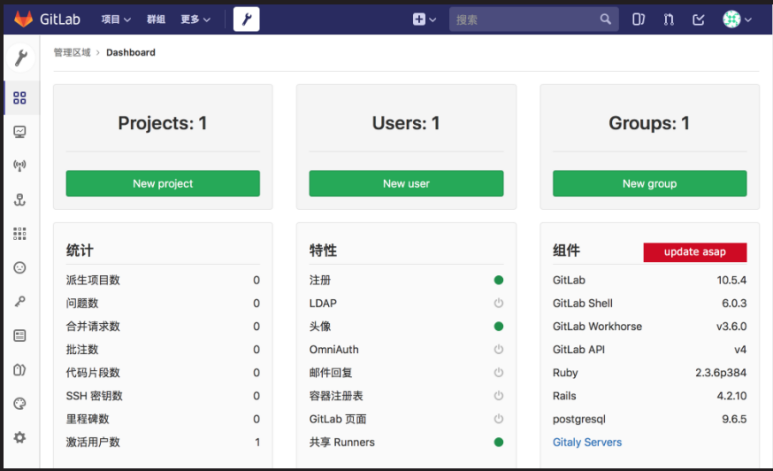 GitLab 项目 群组 更多 搜索
管理区域 › Dashboard
Projects: 1
New project
Users: 1
New user
Groups: 1
New group
统计
派生项目数 0
问题数 0
合并请求数 0
批注数 0
代码片段数 0
SSH 密钥数 0
里程碑数 0
激活用户数 1
特性
注册
LDAP
头像
OmniAuth
邮件回复
容器注册表
GitLab 页面
共享 Runners
组件 update asap
GitLab 10.5.4
GitLab Shell 6.0.3
GitLab Workhorse v3.6.0
GitLab API v4
Ruby 2.3.6p384
Rails 4.2.10
postgresql 9.6.5
Gitaly Servers